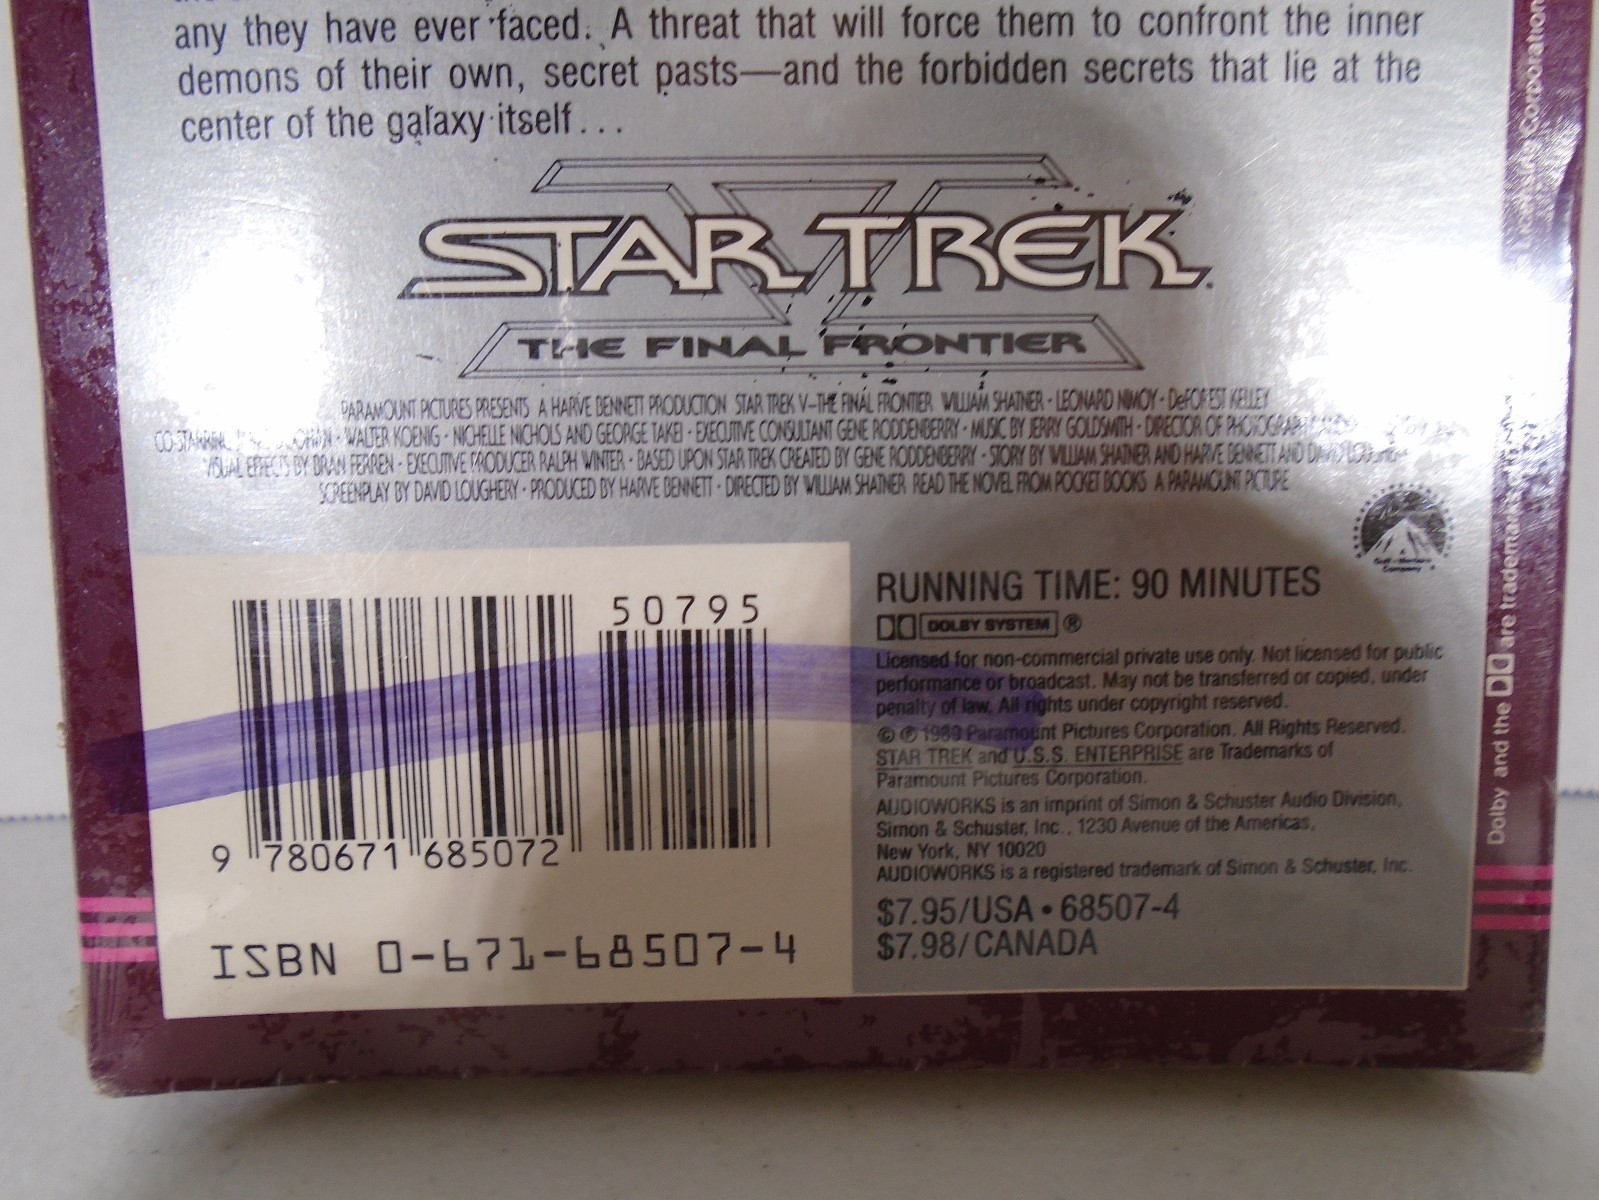 any they have ever faced. A threat that will force them to confront the inner
demons of their own, secret pasts—and the forbidden secrets that lie at the
center of the galaxy itself...
V
STAR TREK
THE FINAL FRONTIER
PARAMOUNT PICTURES PRESENTS A HARVE BENNETT PRODUCTION STAR TREK V–THE FINAL FRONTIER WILLIAM SHATNER · LEONARD NIMOY · DeFOREST KELLEY
CO-STARRING · WALTER KOENIG · NICHELLE NICHOLS AND GEORGE TAKEI · EXECUTIVE CONSULTANT GENE RODDENBERRY · MUSIC BY JERRY GOLDSMITH · DIRECTOR OF PHOTOGRAPHY
VISUAL EFFECTS BY BRAN FERREN · EXECUTIVE PRODUCER RALPH WINTER · BASED UPON STAR TREK CREATED BY GENE RODDENBERRY · STORY BY WILLIAM SHATNER AND HARVE BENNETT AND DAVID LOUGHERY
SCREENPLAY BY DAVID LOUGHERY · PRODUCED BY HARVE BENNETT · DIRECTED BY WILLIAM SHATNER READ THE NOVEL FROM POCKET BOOKS A PARAMOUNT PICTURE
Gulf+Western
Company
50795
9 780671 685072
ISBN 0-671-68507-4
RUNNING TIME: 90 MINUTES
DOLBY SYSTEM ®
Licensed for non-commercial private use only. Not licensed for public
performance or broadcast. May not be transferred or copied, under
penalty of law. All rights under copyright reserved.
© ℗ 1989 Paramount Pictures Corporation. All Rights Reserved.
STAR TREK and U.S.S. ENTERPRISE are Trademarks of
Paramount Pictures Corporation.
AUDIOWORKS is an imprint of Simon & Schuster Audio Division,
Simon & Schuster, Inc., 1230 Avenue of the Americas,
New York, NY 10020
AUDIOWORKS is a registered trademark of Simon & Schuster, Inc.
$7.95/USA • 68507-4
$7.98/CANADA
Dolby and the are trademarks Licensing Corporation